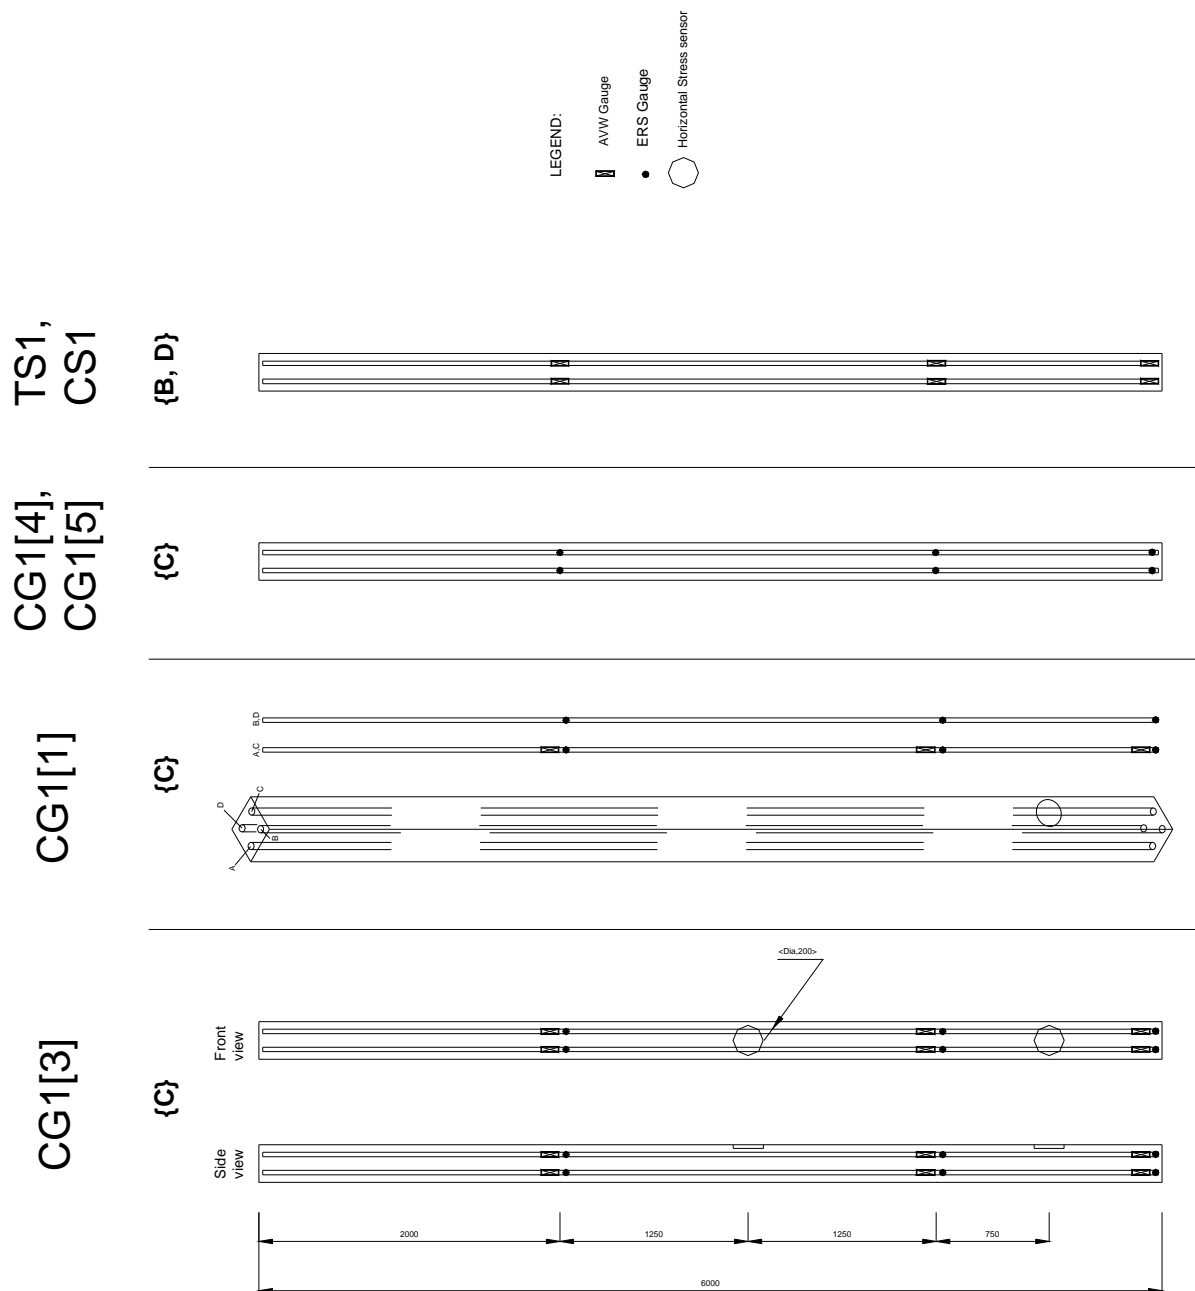 LEGEND:
AVW Gauge
ERS Gauge
Horizontal Stress sensor
TS1,
CS1
{B, D}
CG1[4],
CG1[5]
{C}
CG1[1]
{C}
B,D
A,C
D
C
B
A
CG1[3]
{C}
Front
view
<Dia,200>
Side
view
2000
1250
1250
750
6000